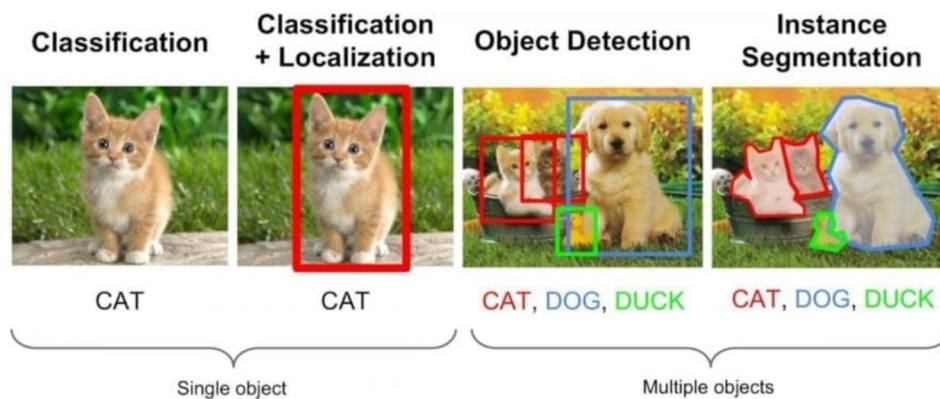 Classification
Classification
+ Localization
Object Detection
Instance
Segmentation
CAT
CAT
CAT, DOG, DUCK
CAT, DOG, DUCK
Single object
Multiple objects